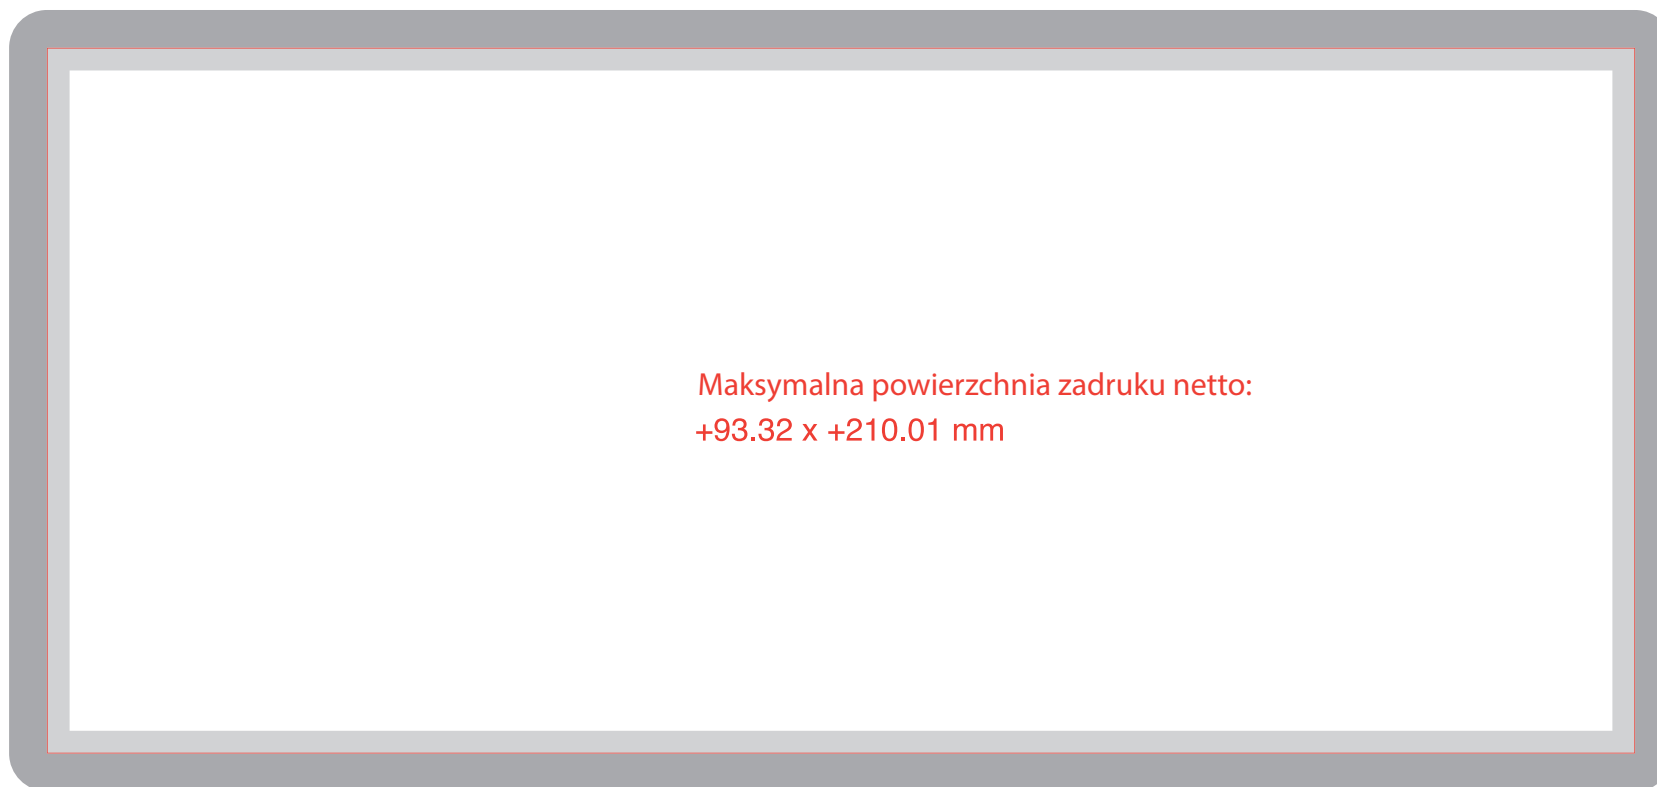 Maksymalna powierzchnia zadruku netto:
+93.32 x +210.01 mm